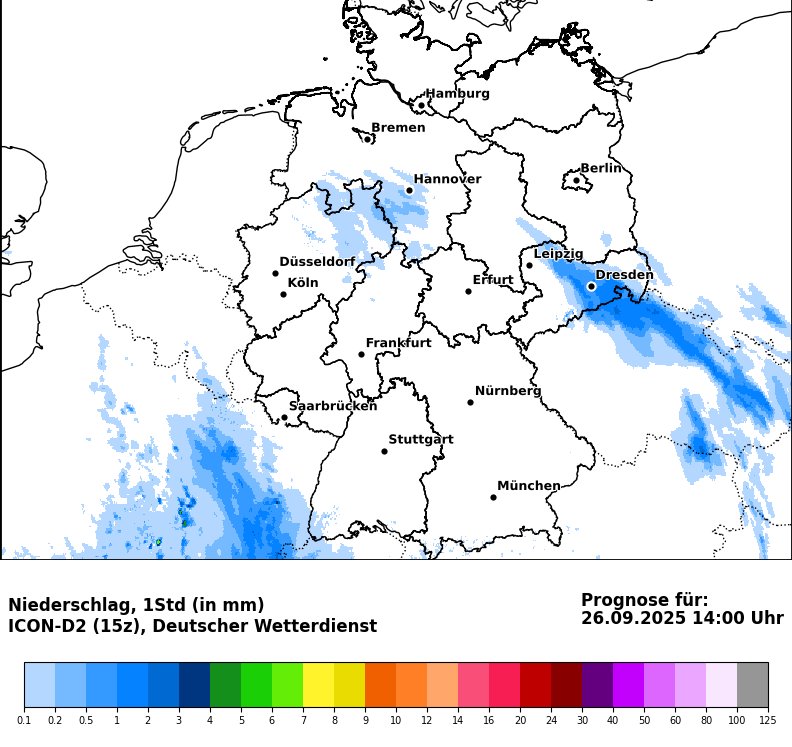 Hamburg
Bremen
Berlin
Hannover
Leipzig
Düsseldorf
Dresden
Köln
Erfurt
Frankfurt
Nürnberg
Saarbrücken
Stuttgart
München
Niederschlag, 1Std (in mm)
ICON-D2 (15z), Deutscher Wetterdienst
Prognose für:
26.09.2025 14:00 Uhr
0.1 0.2 0.5 1 2 3 4 5 6 7 8 9 10 12 14 16 20 24 30 40 50 60 80 100 125